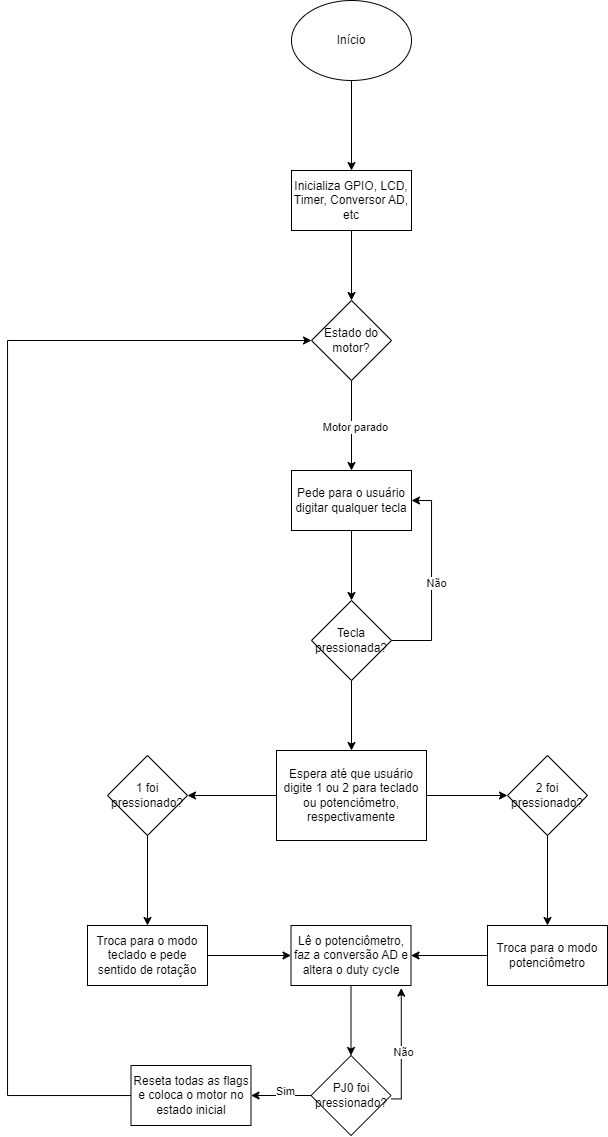 Início
Inicializa GPIO, LCD,
Timer, Conversor AD,
etc
Estado do
motor?
Motor parado
Pede para o usuário
digitar qualquer tecla
Não
Tecla
pressionada?
Espera até que usuário
digite 1 ou 2 para teclado
ou potenciômetro,
respectivamente
1 foi
pressionado?
2 foi
pressionado?
Troca para o modo
teclado e pede
sentido de rotação
Lê o potenciômetro,
faz a conversão AD e
altera o duty cycle
Troca para o modo
potenciômetro
Não
Reseta todas as flags
e coloca o motor no
estado inicial
Sim
PJ0 foi
pressionado?